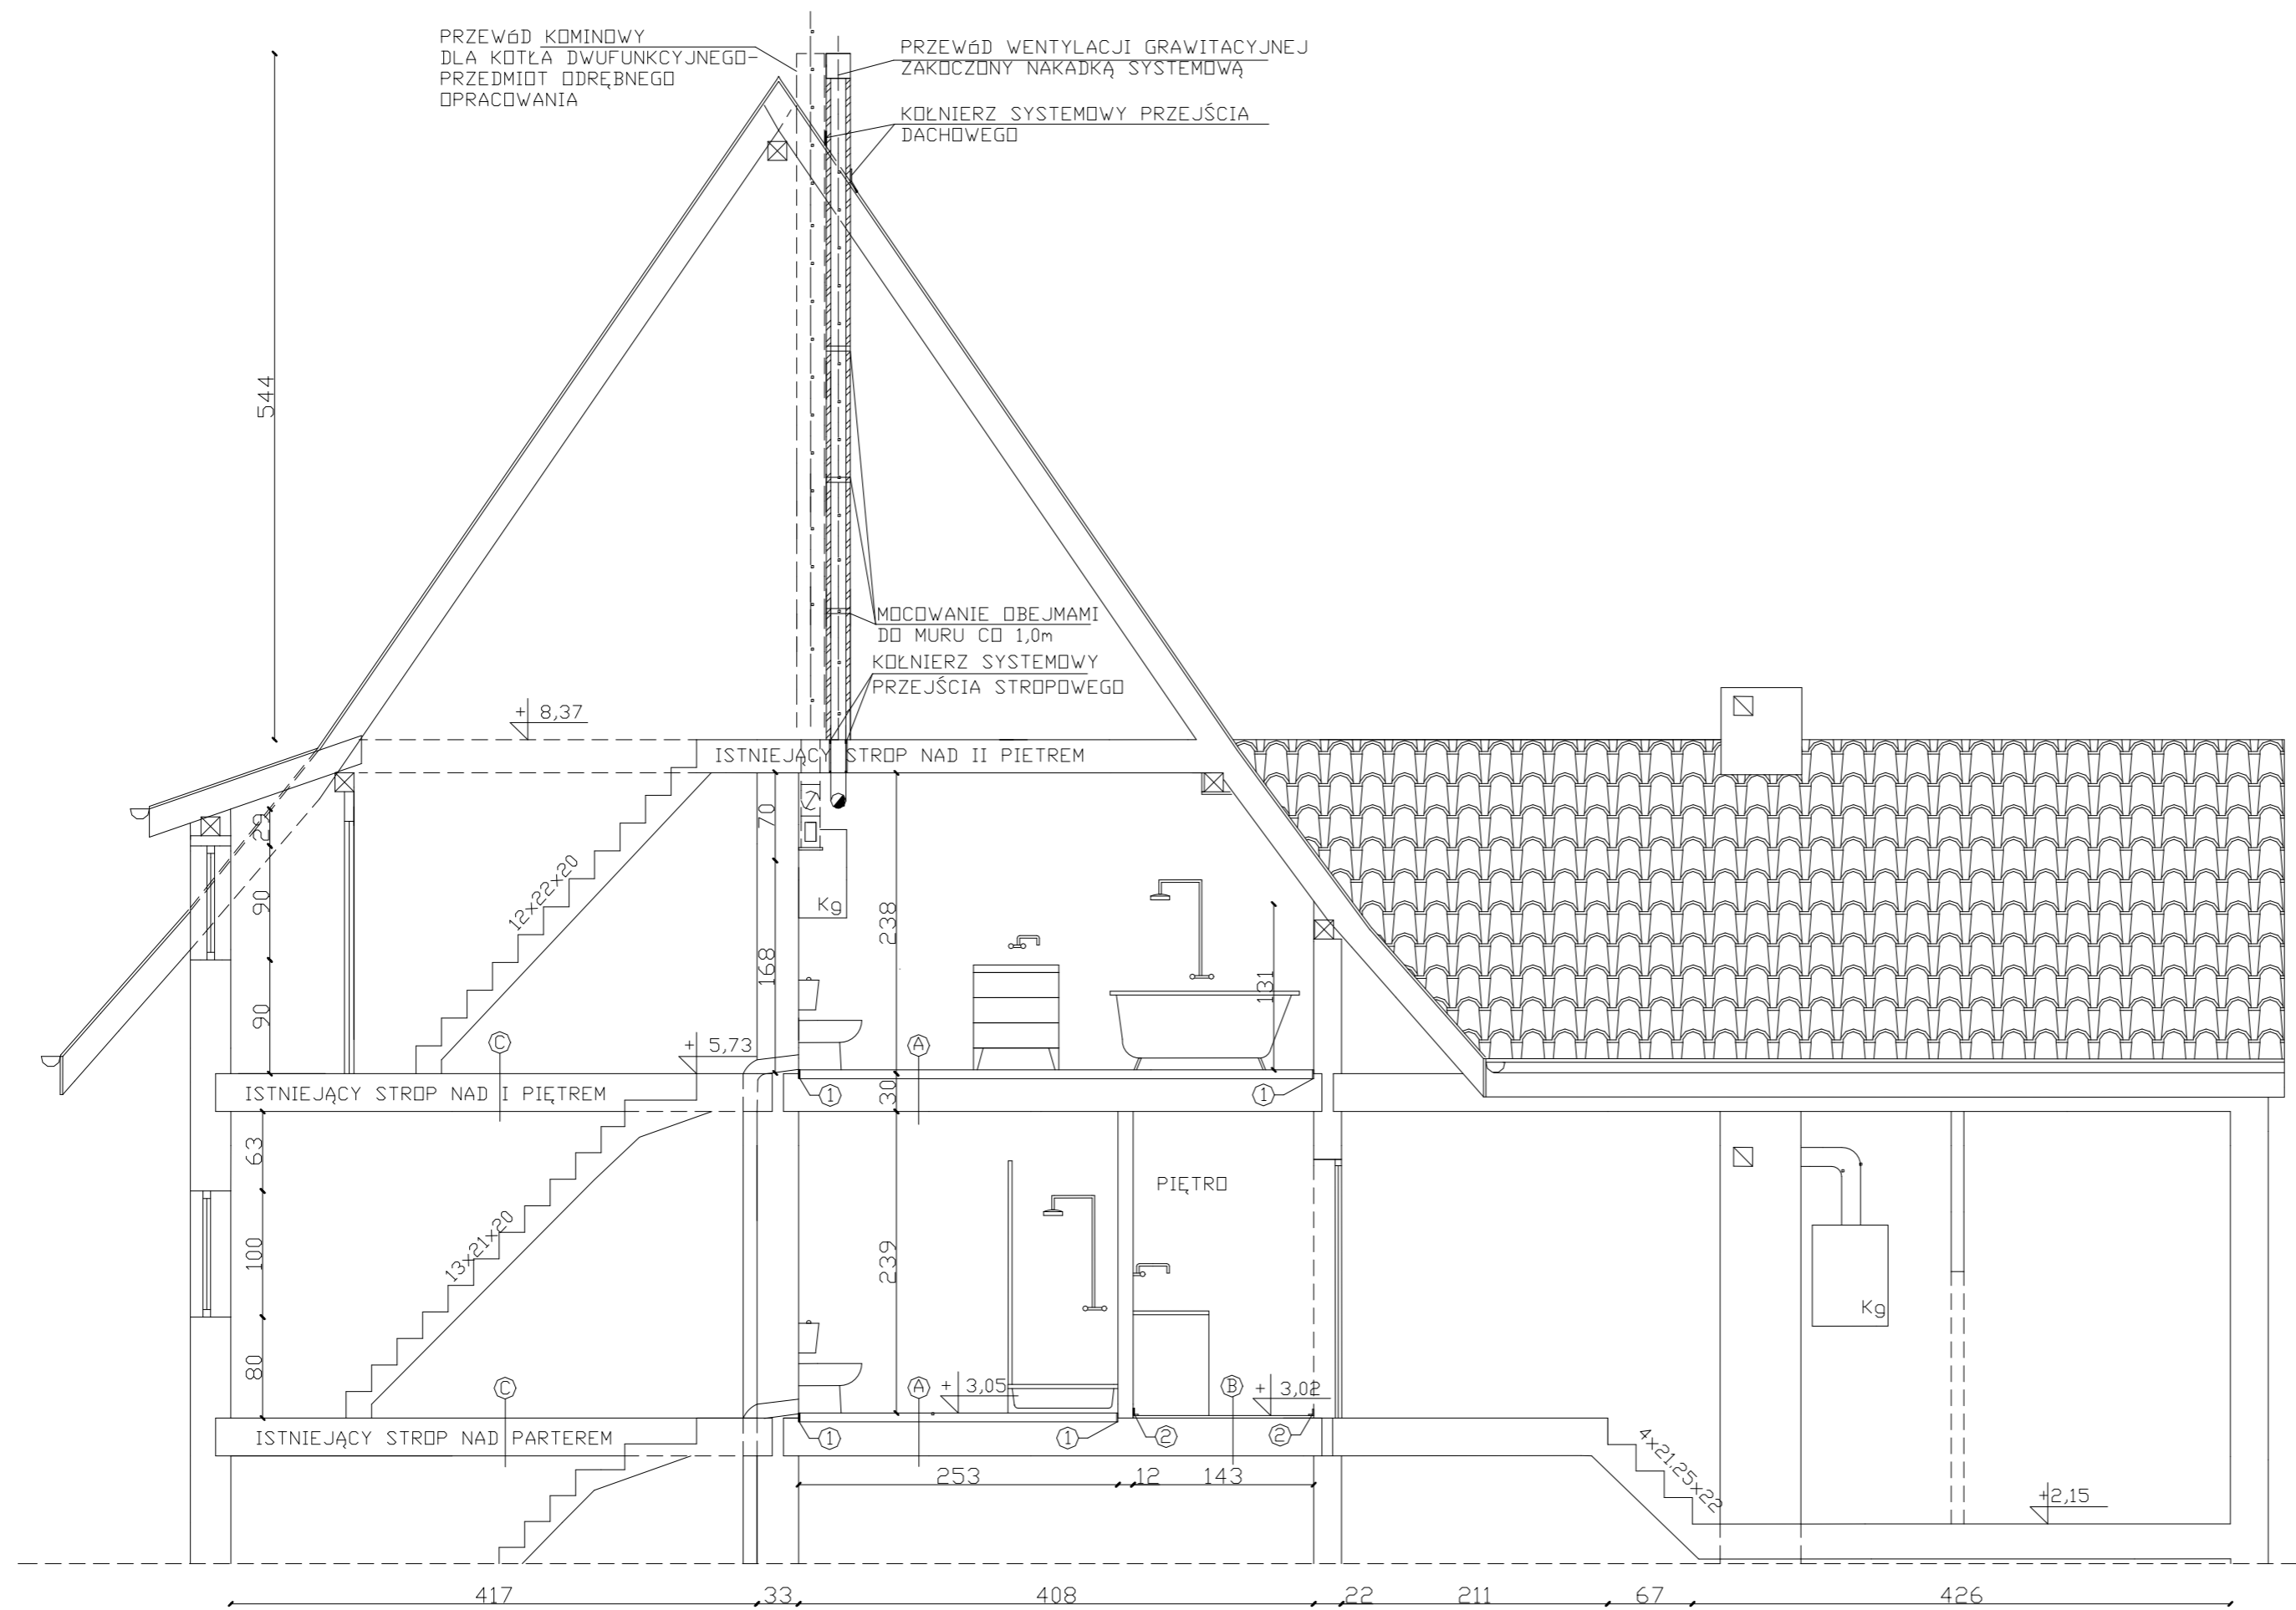 PRZEWóD KOMINOWY
DLA KOTŁA DWUFUNKCYJNEGO-
PRZEDMIOT ODRĘBNEGO
OPRACOWANIA
PRZEWóD WENTYLACJI GRAWITACYJNEJ
ZAKOCZONY NAKADKĄ SYSTEMOWĄ
KOŁNIERZ SYSTEMOWY PRZEJŚCIA
DACHOWEGO
544
MOCOWANIE OBEJMAMI
DO MURU CO 1,0m
KOŁNIERZ SYSTEMOWY
PRZEJŚCIA STROPOWEGO
+ 8,37
ISTNIEJĄCY STROP NAD II PIETREM
29
90
90
12x22x20
70
168
Kg
238
131
+ 5,73
C
A
ISTNIEJĄCY STROP NAD I PIĘTREM
1
30
1
63
100
80
13x21x20
239
PIĘTRO
Kg
C
A
+ 3,05
B
+ 3,02
ISTNIEJĄCY STROP NAD PARTEREM
1
1
2
2
4x21,25x22
253
12
143
+2,15
417
33
408
22
211
67
426